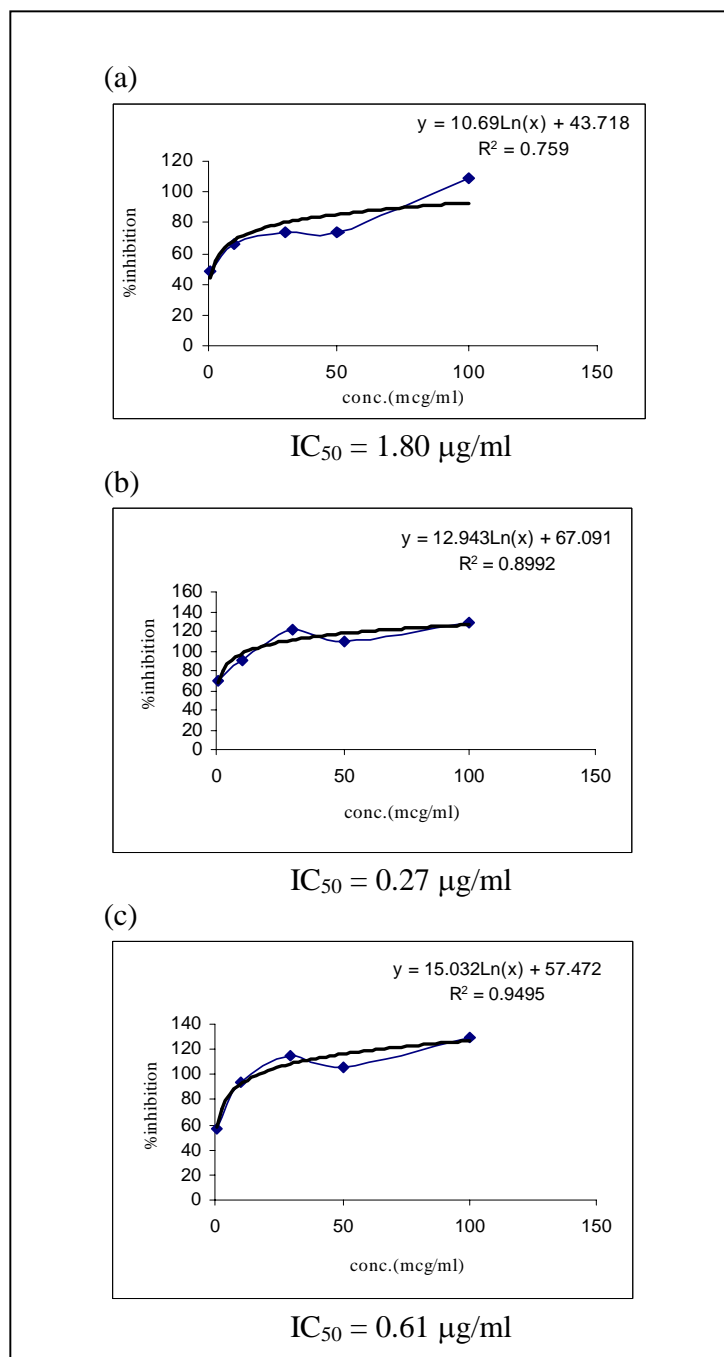 (a)
y = 10.69Ln(x) + 43.718
R² = 0.759
120
100
80
60
40
20
0
%inhibition
0 50 100 150
conc.(mcg/ml)
IC₅₀ = 1.80 μg/ml
(b)
y = 12.943Ln(x) + 67.091
R² = 0.8992
160
140
120
100
80
60
40
20
0
%inhibition
0 50 100 150
conc.(mcg/ml)
IC₅₀ = 0.27 μg/ml
(c)
y = 15.032Ln(x) + 57.472
R² = 0.9495
140
120
100
80
60
40
20
0
%inhibition
0 50 100 150
conc.(mcg/ml)
IC₅₀ = 0.61 μg/ml